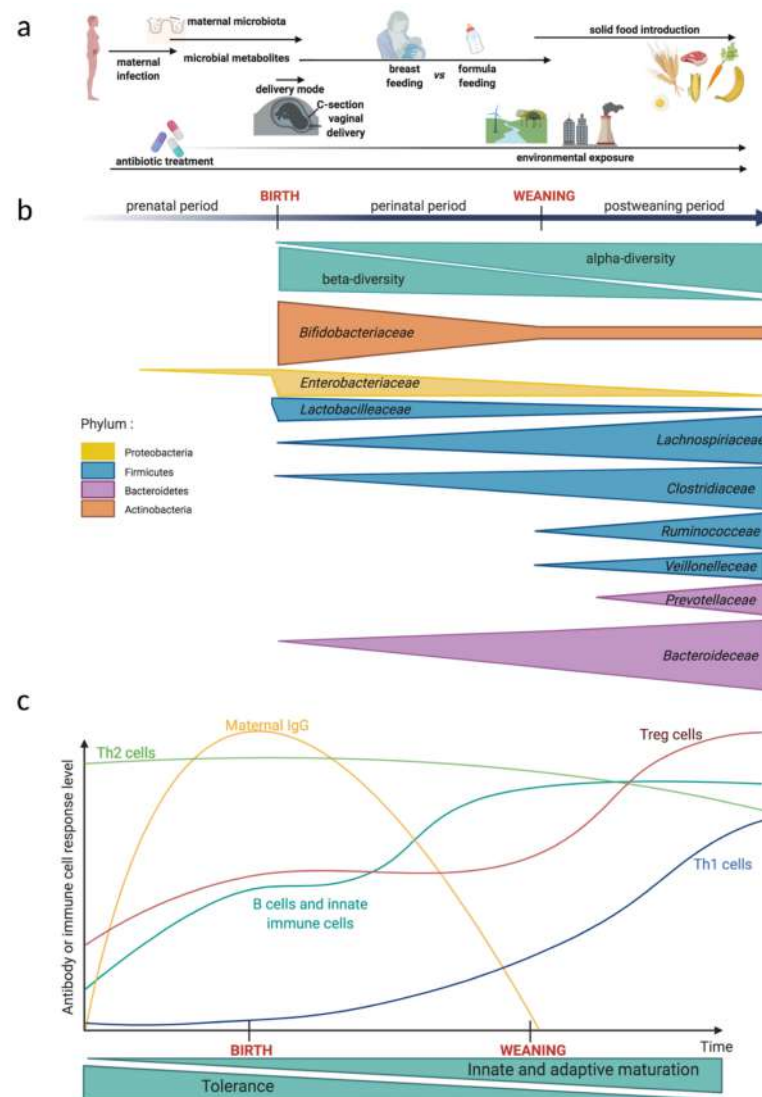 a
maternal microbiota
solid food introduction
maternal
infection
microbial metabolites
breast
feeding
vs
formula
feeding
delivery mode
C-section
vaginal
delivery
antibiotic treatment
environmental exposure
b
BIRTH
WEANING
prenatal period
perinatal period
postweaning period
alpha-diversity
beta-diversity
Bifidobacteriaceae
Enterobacteriaceae
Lactobacilleaceae
Phylum :
Proteobacteria
Firmicutes
Bacteroidetes
Actinobacteria
Lachnospiriaceae
Clostridiaceae
Ruminococceae
Veillonelleceae
Prevotellaceae
Bacteroideceae
c
Maternal IgG
Treg cells
Th2 cells
Antibody or immune cell response level
Th1 cells
B cells and innate
immune cells
Time
BIRTH
WEANING
Innate and adaptive maturation
Tolerance